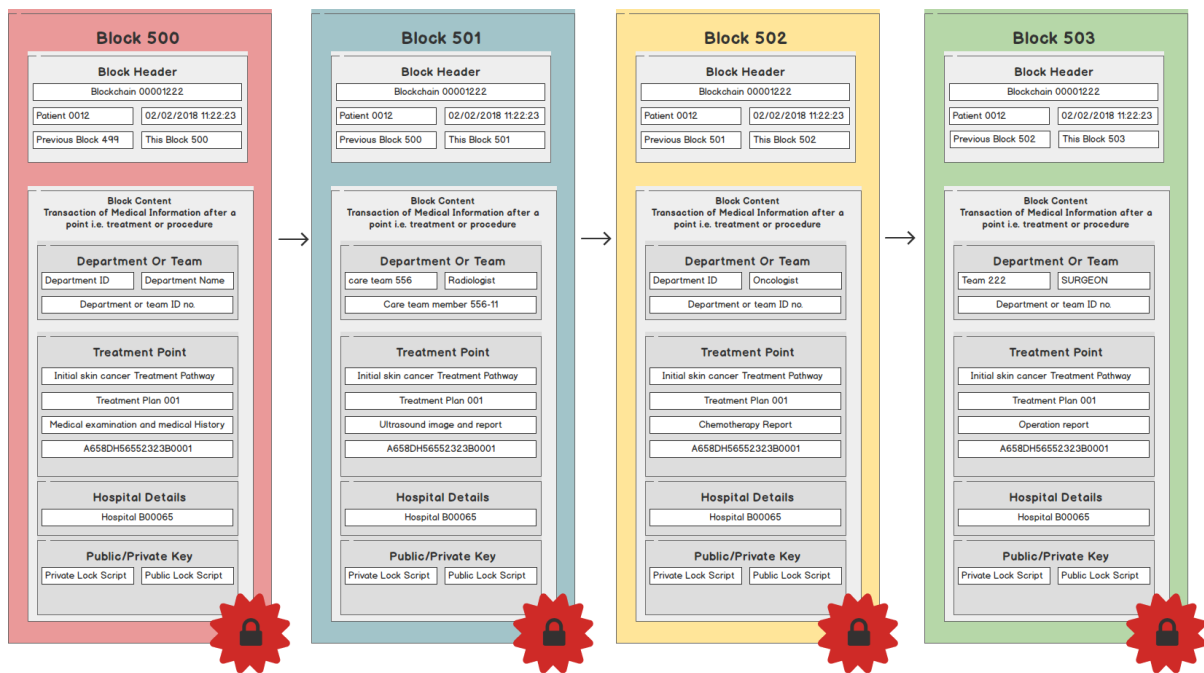 Block 500
Block Header
Blockchain 00001222
Patient 0012
02/02/2018 11:22:23
Previous Block 499
This Block 500
Block Content
Transaction of Medical Information after a
point i.e. treatment or procedure
Department Or Team
Department ID
Department Name
Department or team ID no.
Treatment Point
Initial skin cancer Treatment Pathway
Treatment Plan 001
Medical examination and medical History
A658DH56552323B0001
Hospital Details
Hospital B00065
Public/Private Key
Private Lock Script
Public Lock Script
Block 501
Block Header
Blockchain 00001222
Patient 0012
02/02/2018 11:22:23
Previous Block 500
This Block 501
Block Content
Transaction of Medical Information after a
point i.e. treatment or procedure
Department Or Team
care team 556
Radiologist
Care team member 556-11
Treatment Point
Initial skin cancer Treatment Pathway
Treatment Plan 001
Ultrasound image and report
A658DH56552323B0001
Hospital Details
Hospital B00065
Public/Private Key
Private Lock Script
Public Lock Script
Block 502
Block Header
Blockchain 00001222
Patient 0012
02/02/2018 11:22:23
Previous Block 501
This Block 502
Block Content
Transaction of Medical Information after a
point i.e. treatment or procedure
Department Or Team
Department ID
Oncologist
Department or team ID no.
Treatment Point
Initial skin cancer Treatment Pathway
Treatment Plan 001
Chemotherapy Report
A658DH56552323B0001
Hospital Details
Hospital B00065
Public/Private Key
Private Lock Script
Public Lock Script
Block 503
Block Header
Blockchain 00001222
Patient 0012
02/02/2018 11:22:23
Previous Block 502
This Block 503
Block Content
Transaction of Medical Information after a
point i.e. treatment or procedure
Department Or Team
Team 222
SURGEON
Department or team ID no.
Treatment Point
Initial skin cancer Treatment Pathway
Treatment Plan 001
Operation report
A658DH56552323B0001
Hospital Details
Hospital B00065
Public/Private Key
Private Lock Script
Public Lock Script